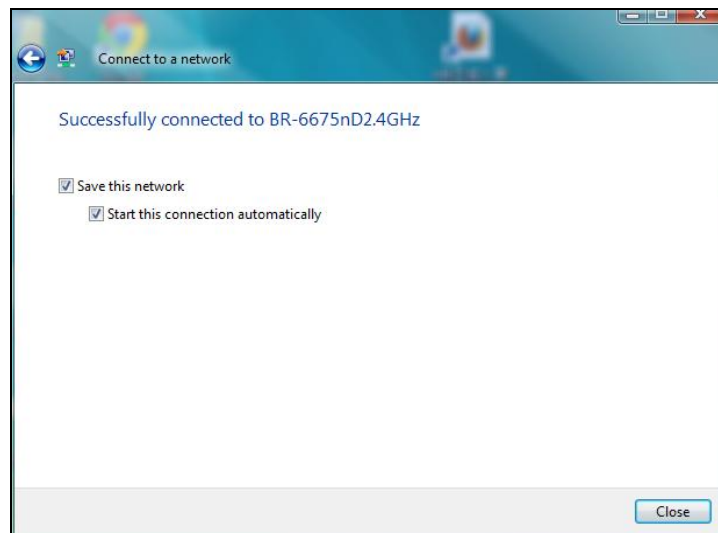 Connect to a network
Successfully connected to BR-6675nD2.4GHz
Save this network
Start this connection automatically
Close